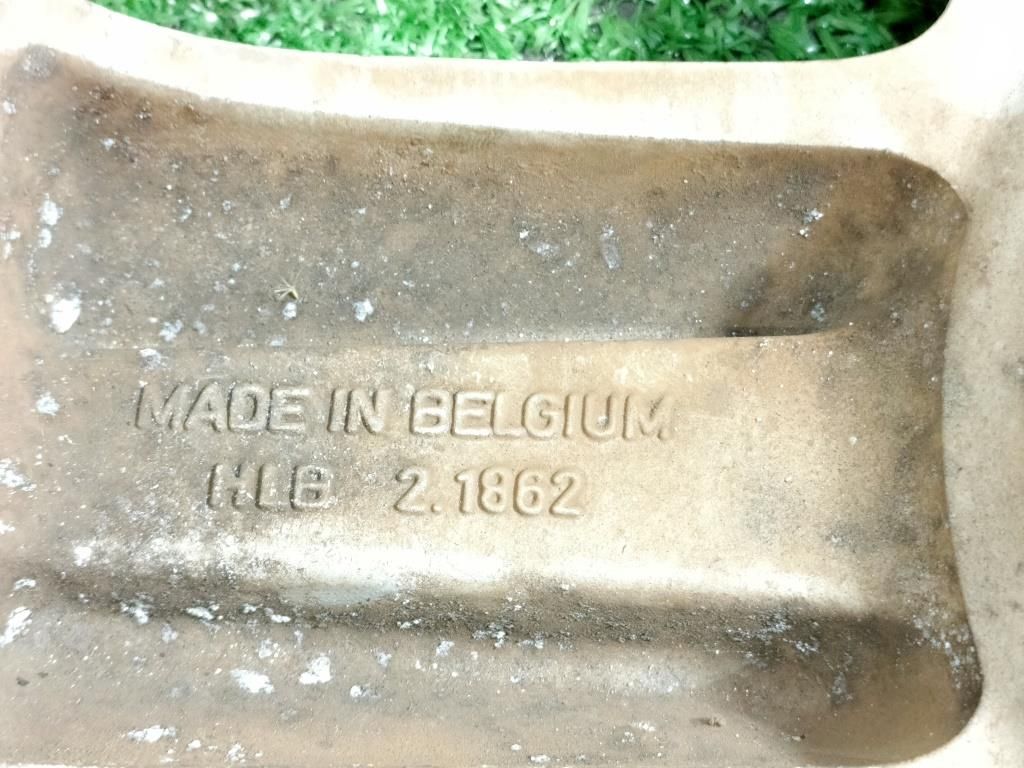 MADE IN BELGIUM
HLB 2.1862